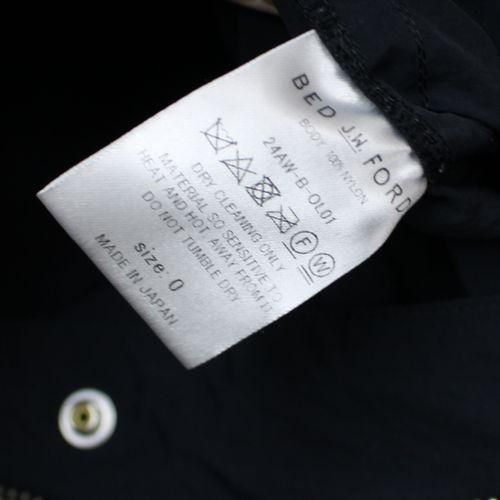 BED J.W. FORD
BODY 100% NYLON
24AW-B-OL01
F W
DRY CLEANING ONLY
MATERIAL SO SENSITIVE TO
HEAT AND HOT AWAY FROM IT
DO NOT TUMBLE DRY
size: 0
MADE IN JAPAN